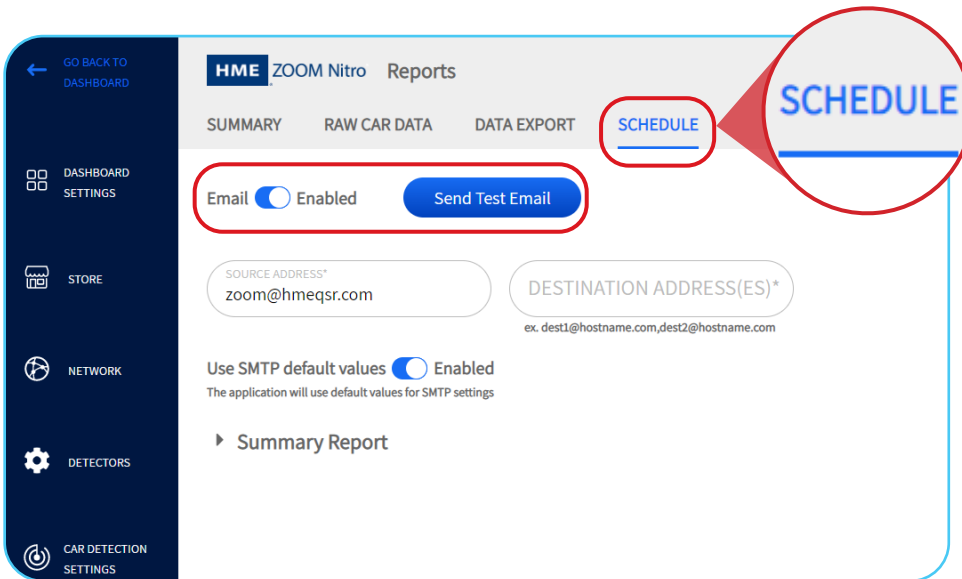 GO BACK TO
DASHBOARD
HME ZOOM Nitro Reports
SUMMARY RAW CAR DATA DATA EXPORT SCHEDULE
SCHEDULE
DASHBOARD
SETTINGS
Email Enabled Send Test Email
STORE
SOURCE ADDRESS*
zoom@hmeqsr.com
DESTINATION ADDRESS(ES)*
ex. dest1@hostname.com,dest2@hostname.com
NETWORK
Use SMTP default values Enabled
The application will use default values for SMTP settings
Summary Report
DETECTORS
CAR DETECTION
SETTINGS